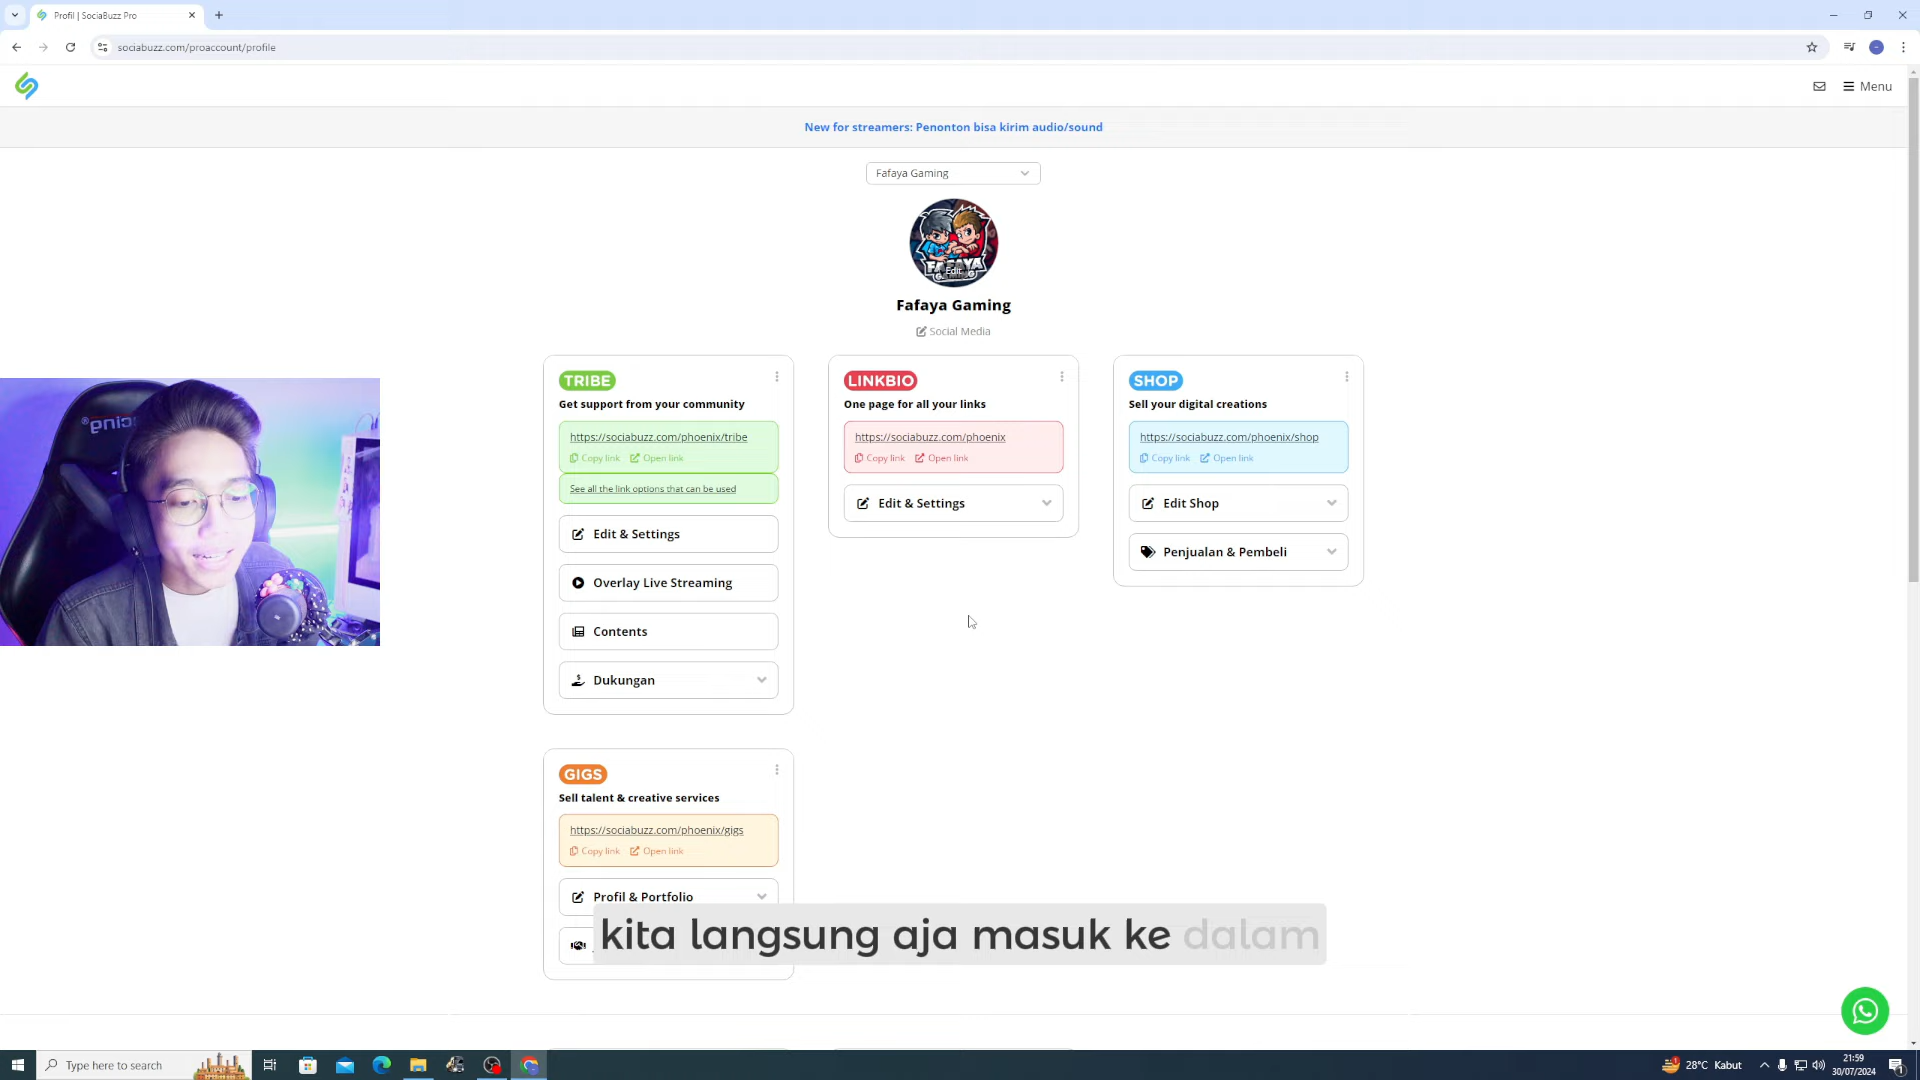 Profil | SociaBuzz Pro
sociabuzz.com/proaccount/profile
Menu
New for streamers: Penonton bisa kirim audio/sound
Fafaya Gaming
FAFAYA
Edit
GAMING
Fafaya Gaming
Social Media
TRIBE
Get support from your community
https://sociabuzz.com/phoenix/tribe
Copy link Open link
See all the link options that can be used
Edit & Settings
Overlay Live Streaming
Contents
Dukungan
LINKBIO
One page for all your links
https://sociabuzz.com/phoenix
Copy link Open link
Edit & Settings
SHOP
Sell your digital creations
https://sociabuzz.com/phoenix/shop
Copy link Open link
Edit Shop
Penjualan & Pembeli
GIGS
Sell talent & creative services
https://sociabuzz.com/phoenix/gigs
Copy link Open link
Profil & Portfolio
kita langsung aja masuk ke dalam
Type here to search
28°C Kabut
21:59
30/07/2024